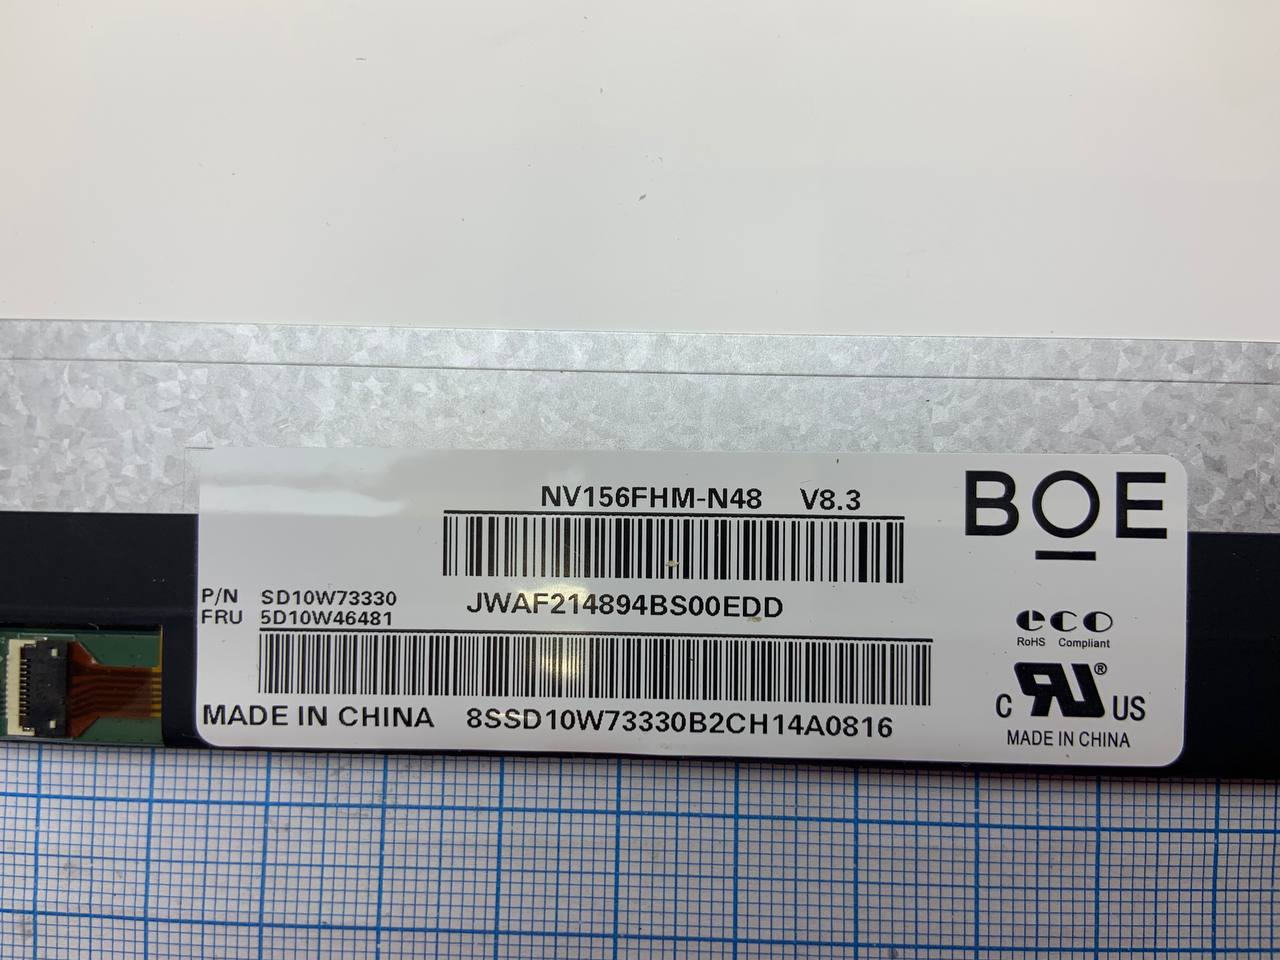 NV156FHM-N48 V8.3
BOE
P/N SD10W73330
FRU 5D10W46481
JWAF214894BS00EDD
eco
RoHS Compliant
MADE IN CHINA 8SSD10W73330B2CH14A0816
C RU® US
MADE IN CHINA